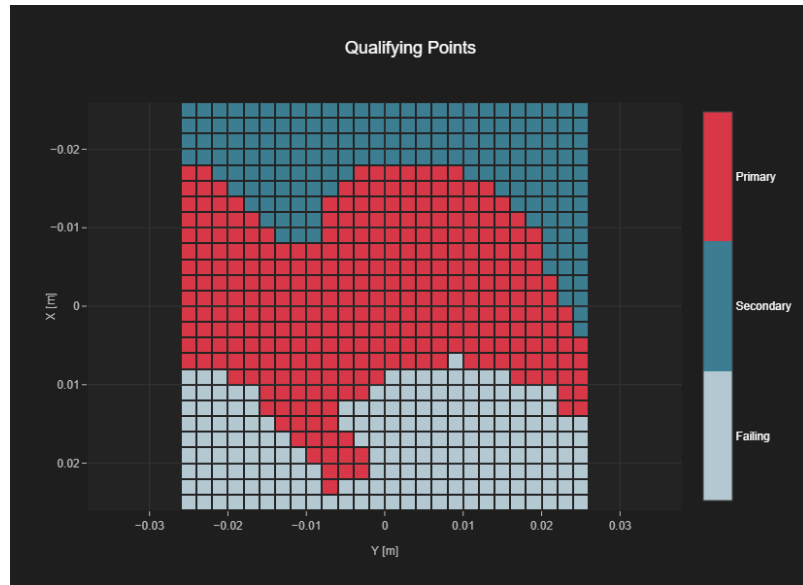 Qualifying Points
−0.02
−0.01
0
0.01
0.02
X [m]
−0.03
−0.02
−0.01
0
0.01
0.02
0.03
Y [m]
Primary
Secondary
Failing